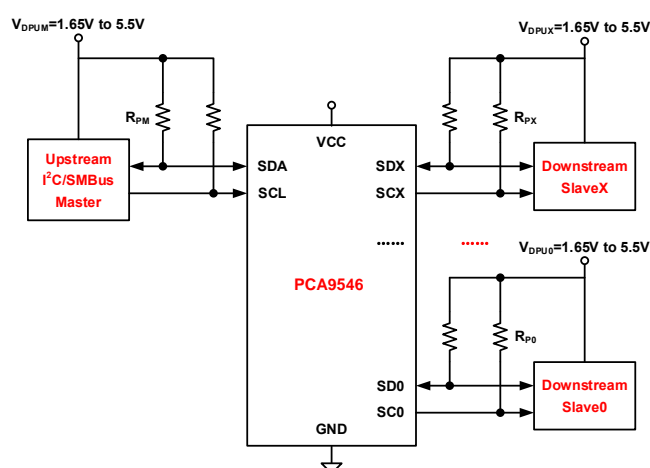 VDPUM=1.65V to 5.5V
VDPUX=1.65V to 5.5V
RPM
RPX
VCC
Upstream
I²C/SMBus
Master
SDA
SCL
SDX
SCX
Downstream
SlaveX
...... ......
VDPU0=1.65V to 5.5V
PCA9546
RP0
SD0
SC0
Downstream
Slave0
GND